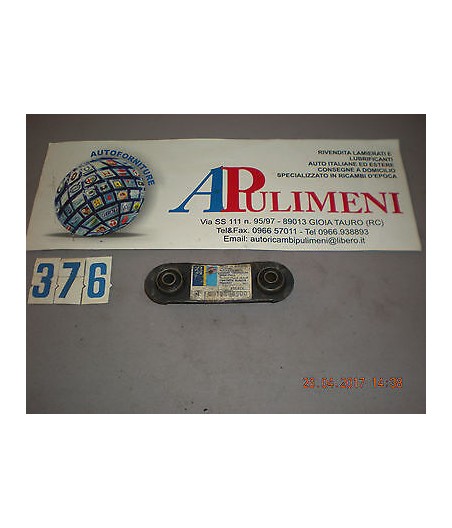 AUTOFORNITURE
RIVENDITA LAMIERATI E
LUBRIFICANTI
AUTO ITALIANE ED ESTERE
CONSEGNE A DOMICILIO
SPECIALIZZATO IN RICAMBI D'EPOCA
APULIMENI
Via SS 111 n. 95/97 - 89013 GIOIA TAURO (RC)
Tel&Fax. 0966 57011 - Tel 0966.938893
Email: autoricambipulimeni@libero.it
376
28.04.2017 14:38